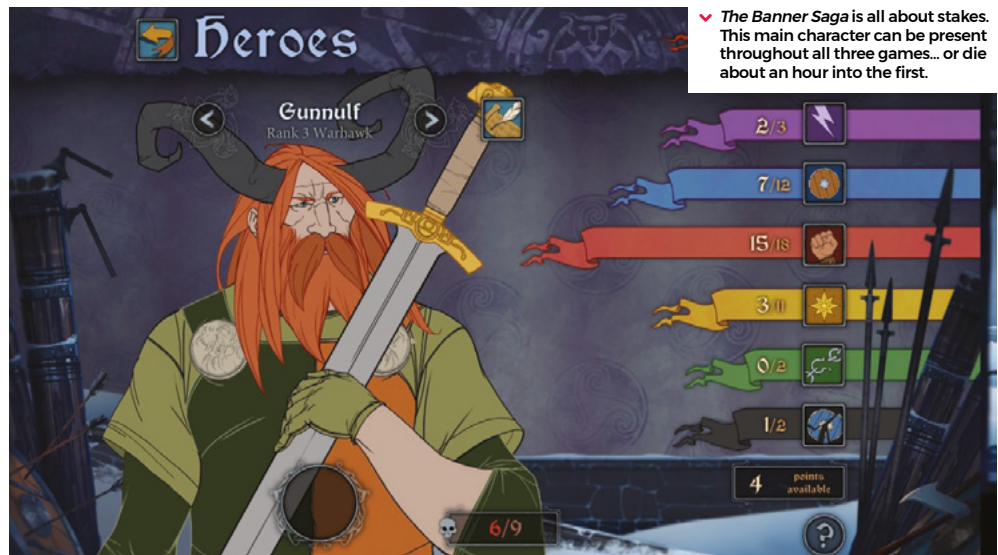 Heroes
The Banner Saga is all about stakes.
This main character can be present
throughout all three games... or die
about an hour into the first.
Gunnulf
Rank 3 Warhawk
2/3
7/12
15/18
3/11
0/2
1/2
4 points
available
6/9
?